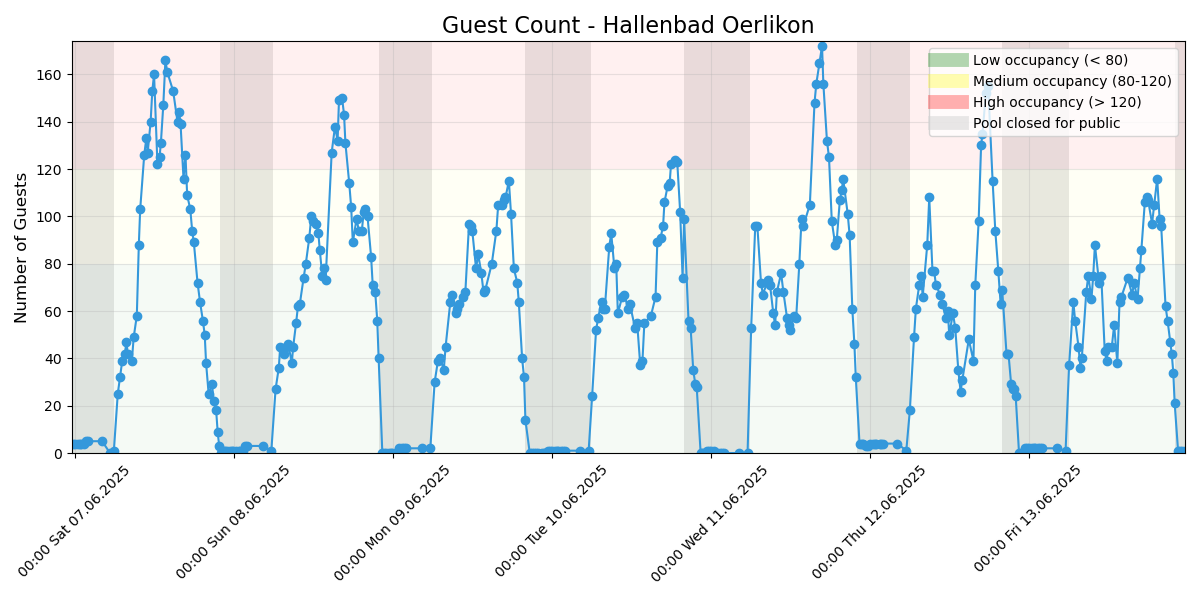 Guest Count - Hallenbad Oerlikon
Number of Guests
160
140
120
100
80
60
40
20
0
Low occupancy (< 80)
Medium occupancy (80-120)
High occupancy (> 120)
Pool closed for public
00:00 Sat 07.06.2025
00:00 Sun 08.06.2025
00:00 Mon 09.06.2025
00:00 Tue 10.06.2025
00:00 Wed 11.06.2025
00:00 Thu 12.06.2025
00:00 Fri 13.06.2025